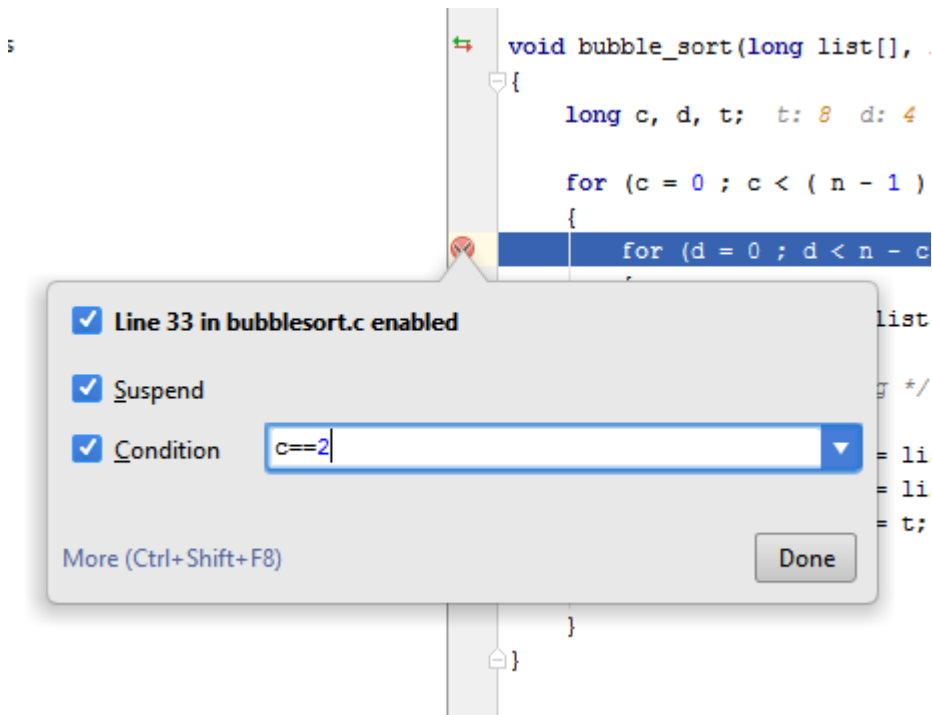 s
void bubble_sort(long list[],
{
long c, d, t; t: 8 d: 4
for (c = 0 ; c < ( n - 1 )
{
for (d = 0 ; d < n - c
Line 33 in bubblesort.c enabled
list
Suspend
*/
Condition
c==2
= li
= li
= t;
More (Ctrl+Shift+F8)
Done
}
}